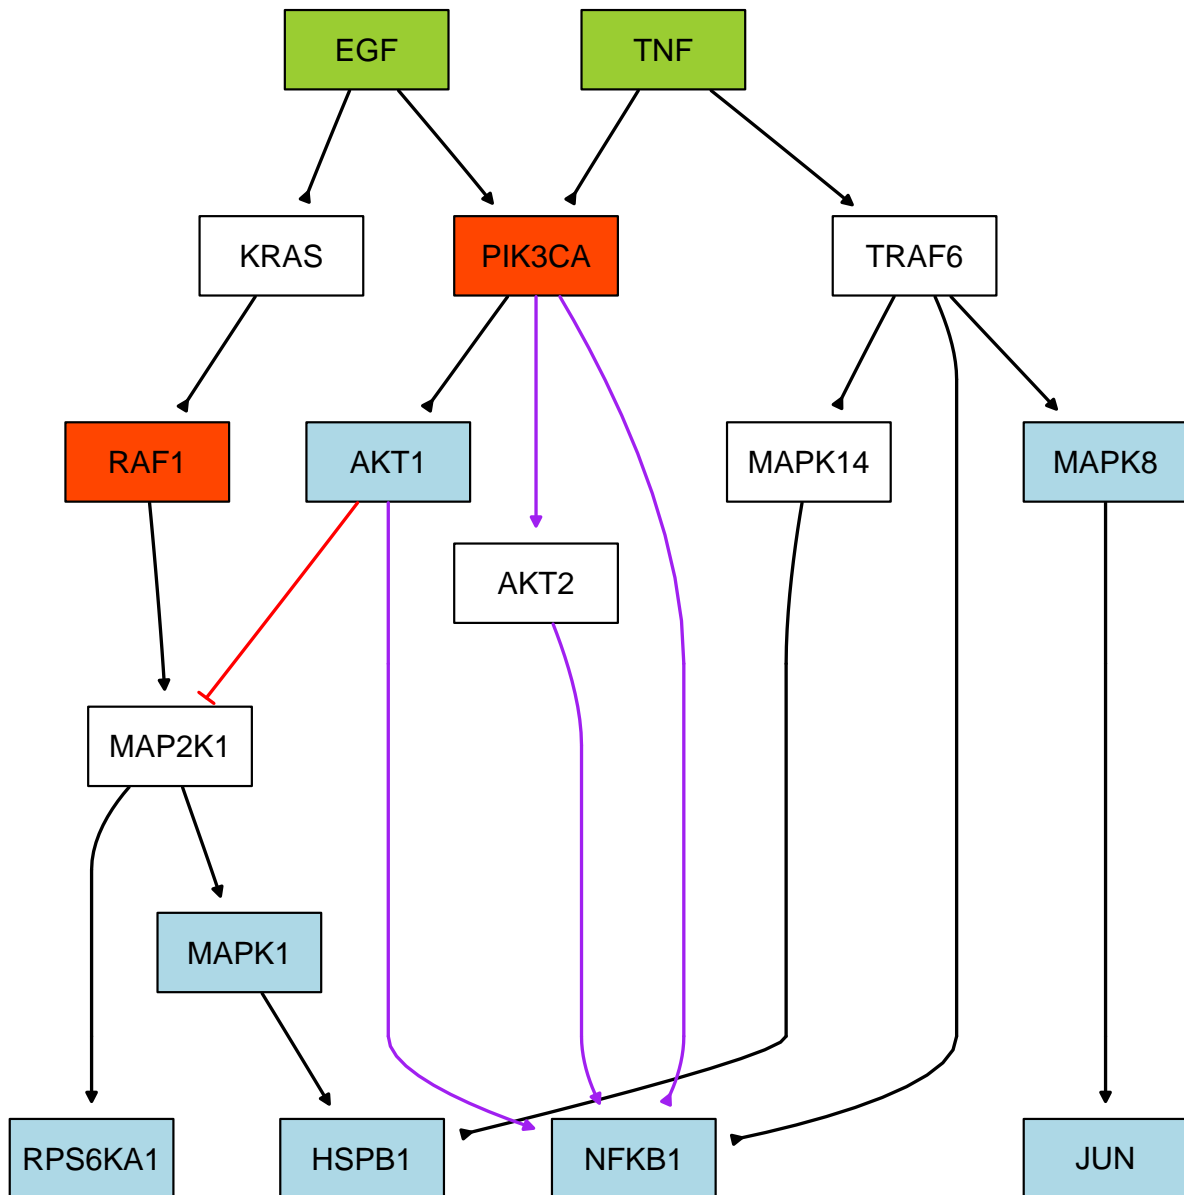 EGF
TNF
KRAS
PIK3CA
TRAF6
RAF1
AKT1
MAPK14
MAPK8
AKT2
MAP2K1
MAPK1
RPS6KA1
HSPB1
NFKB1
JUN